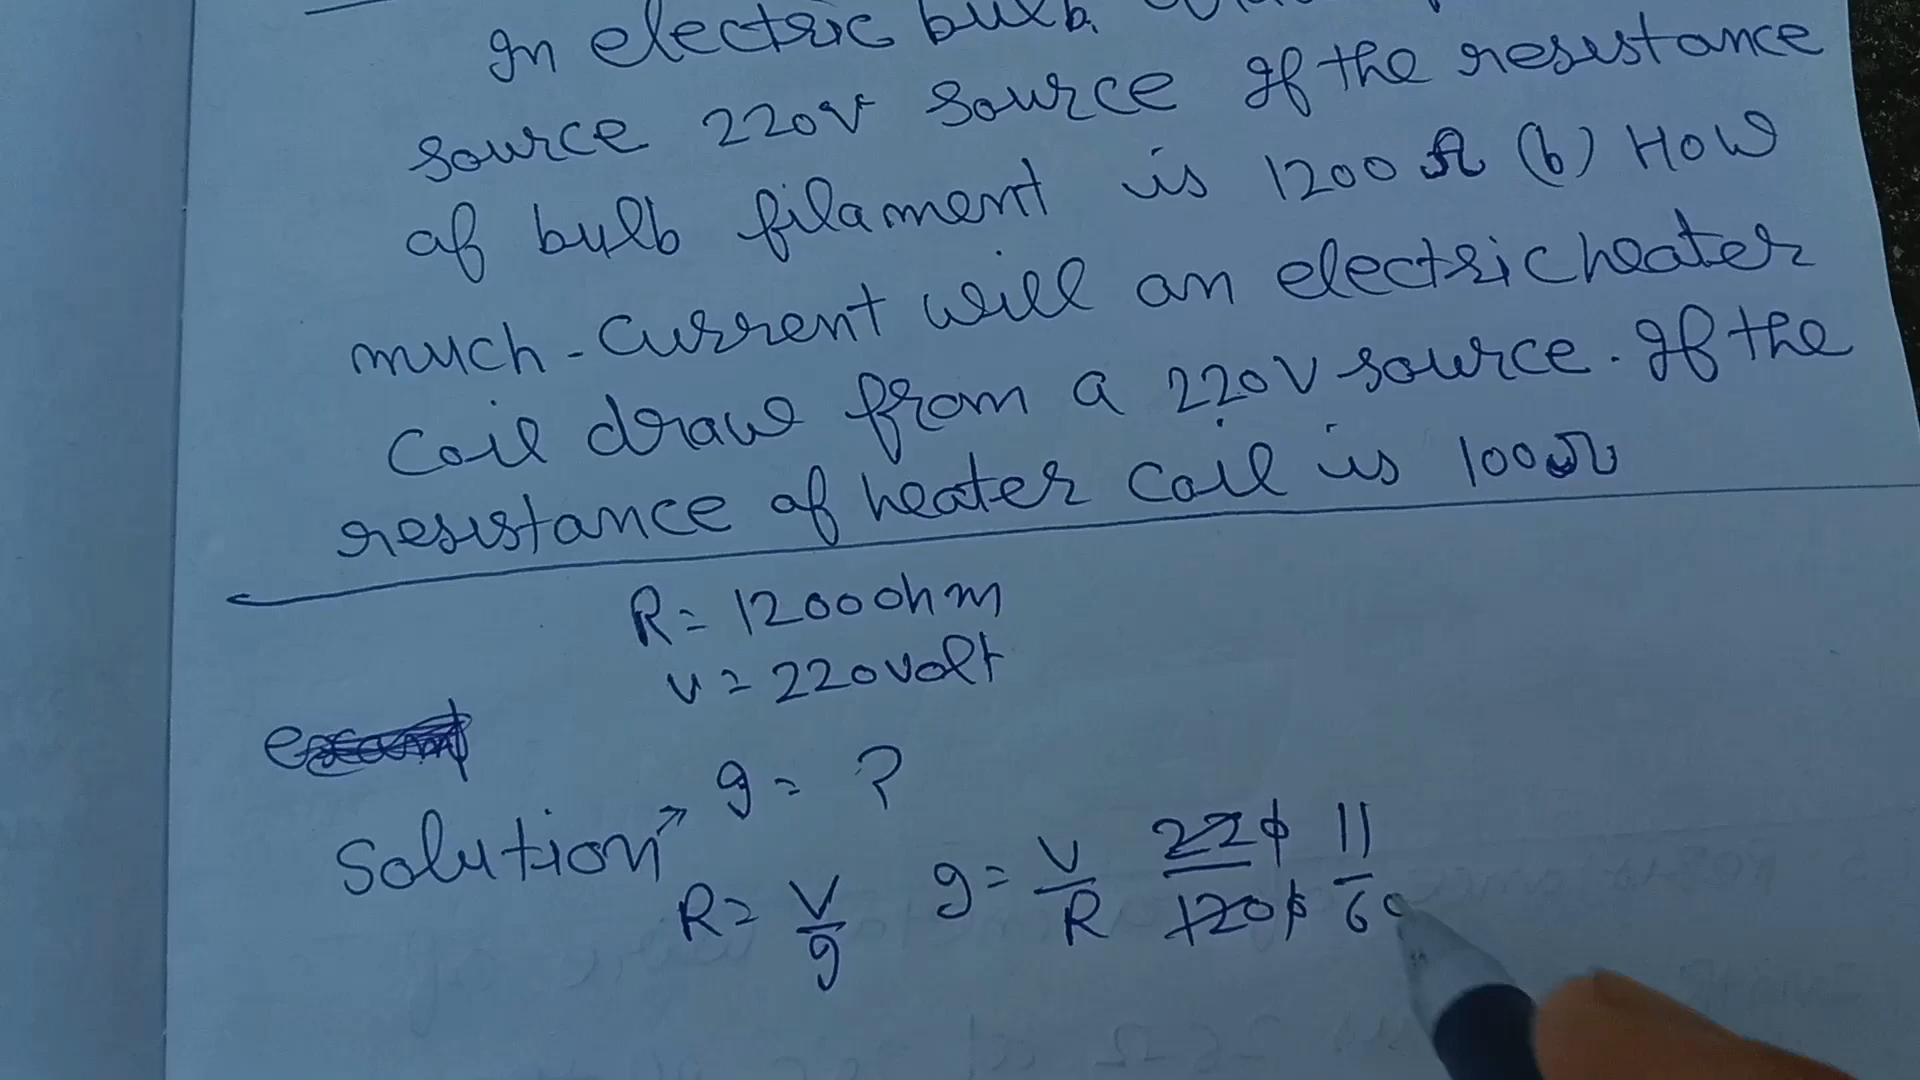 In electric bulb
source 220v source If the resistance
of bulb filament is 1200 Ω (b) How
much-current will an electric heater
coil draw from a 220V source. If the
resistance of heater coil is 100Ω
R = 1200 ohm
V = 220 volt
I = ?
Solution →
R = V/I I = V/R 220/1200 11/60